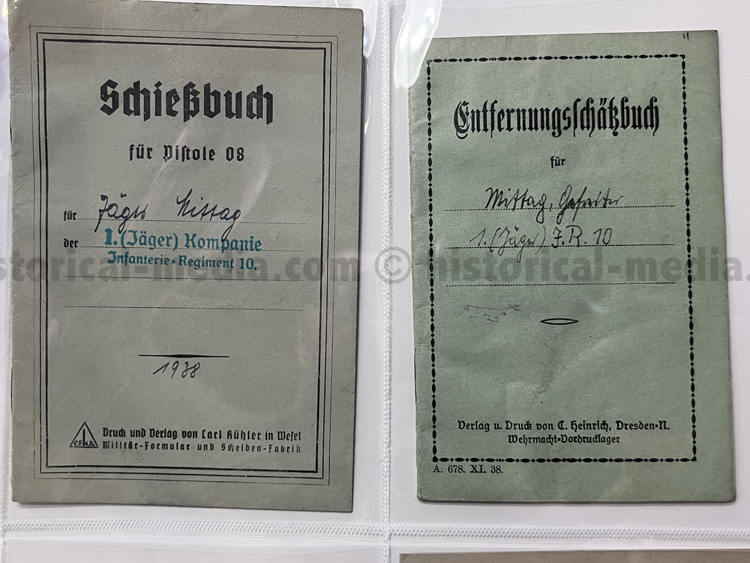 Schießbuch
für Pistole 08
für Jäger Mittag
der 1. (Jäger) Kompanie
Infanterie-Regiment 10.
1938
CFKW
Druck und Verlag von Carl Kühler in Wesel
Militär-Formular und Scheiben-Fabrik
Entfernungsschätzbuch
für
Mittag, Gefreiter
1. (Jäger) J.R. 10
Verlag u. Druck von C. Heinrich, Dresden-N.
Wehrmacht-Vordrucklager
A. 678. XI. 38.
historical-media.com © historical-media.